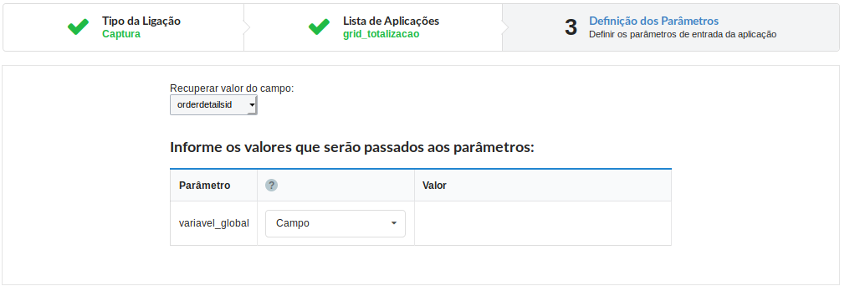 Tipo da Ligação
Captura
Lista de Aplicações
grid_totalizacao
3
Definição dos Parâmetros
Definir os parâmetros de entrada da aplicação
Recuperar valor do campo:
orderdetailsid
Informe os valores que serão passados aos parâmetros:
Parâmetro ? Valor
variavel_global Campo